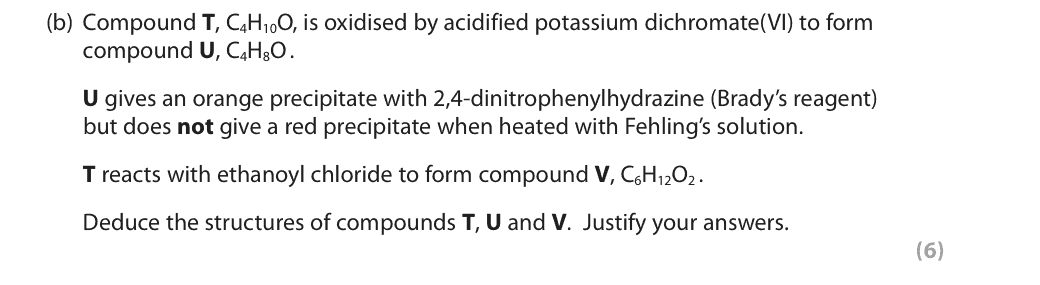 (b) Compound T, C₄H₁₀O, is oxidised by acidified potassium dichromate(VI) to form
compound U, C₄H₈O.
U gives an orange precipitate with 2,4-dinitrophenylhydrazine (Brady's reagent)
but does not give a red precipitate when heated with Fehling's solution.
T reacts with ethanoyl chloride to form compound V, C₆H₁₂O₂.
Deduce the structures of compounds T, U and V. Justify your answers.
(6)